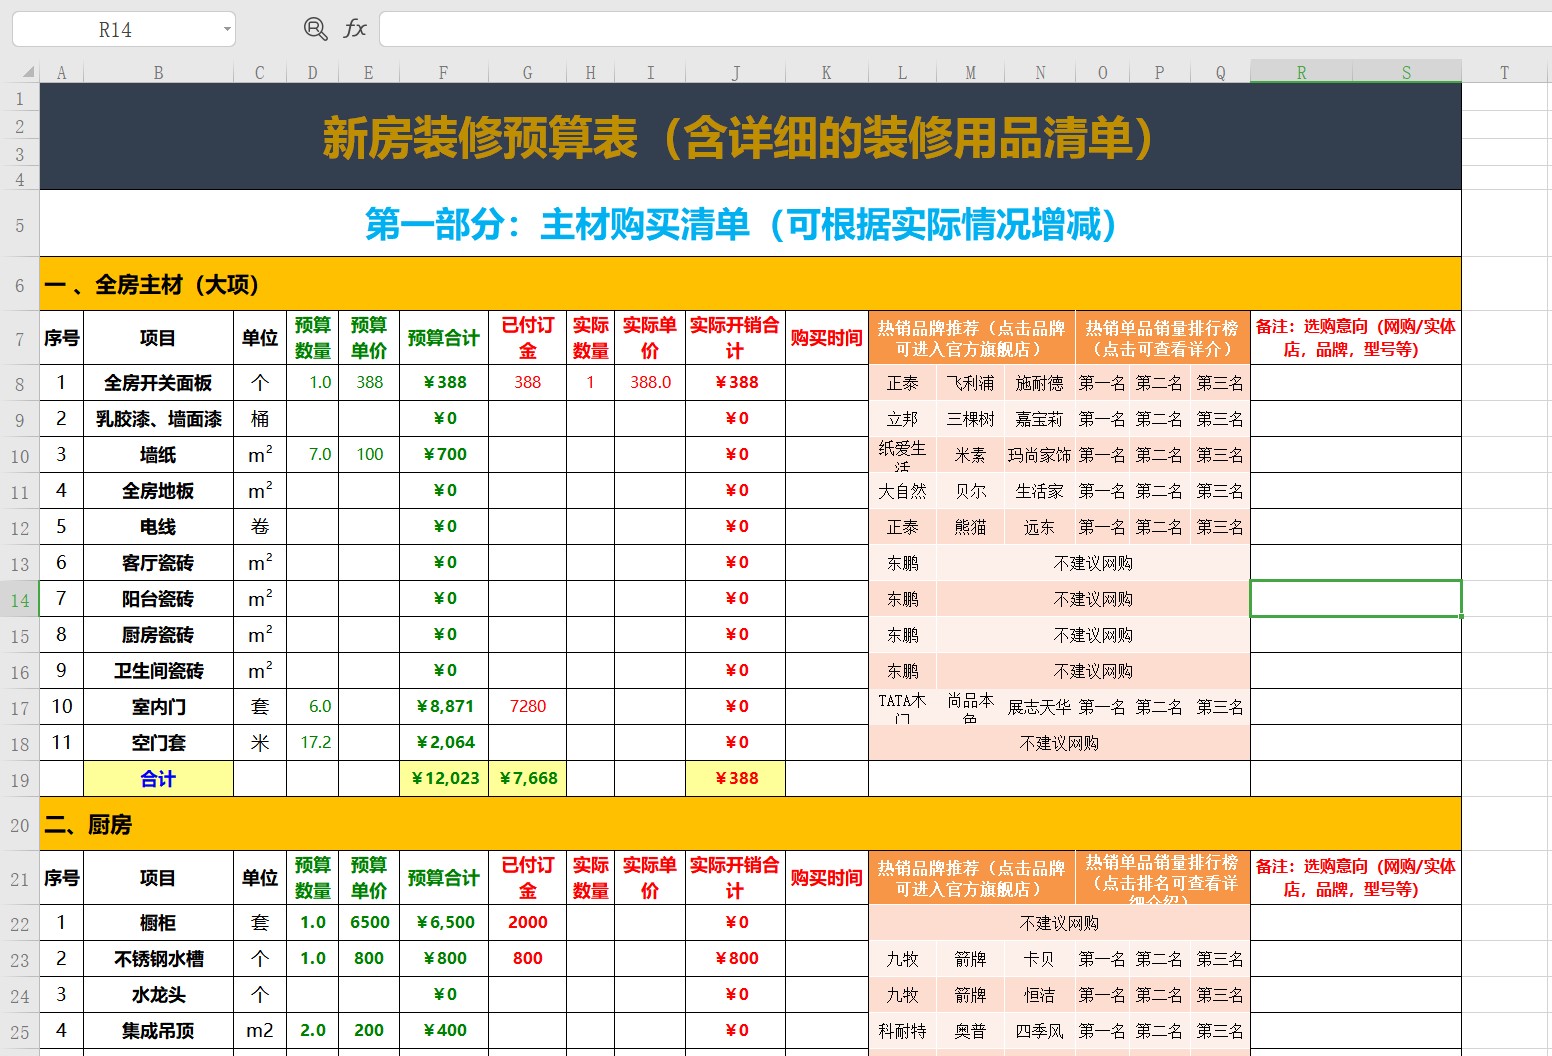 R14
fx
A B C D E F G H I J K L M N O P Q R S T
1
2 新房装修预算表（含详细的装修用品清单）
3
4
5 第一部分：主材购买清单（可根据实际情况增减）
6 一 、全房主材（大项）
7 序号 项目 单位 预算数量 预算单价 预算合计 已付订金 实际数量 实际单价 实际开销合计 购买时间 热销品牌推荐（点击品牌可进入官方旗舰店） 热销单品销量排行榜（点击可查看详介） 备注：选购意向（网购/实体店，品牌，型号等）
8 1 全房开关面板 个 1.0 388 ￥388 388 1 388.0 ￥388 正泰 飞利浦 施耐德 第一名 第二名 第三名
9 2 乳胶漆、墙面漆 桶 ￥0 ￥0 立邦 三棵树 嘉宝莉 第一名 第二名 第三名
10 3 墙纸 m² 7.0 100 ￥700 ￥0 纸爱生活 米素 玛尚家饰 第一名 第二名 第三名
11 4 全房地板 m² ￥0 ￥0 大自然 贝尔 生活家 第一名 第二名 第三名
12 5 电线 卷 ￥0 ￥0 正泰 熊猫 远东 第一名 第二名 第三名
13 6 客厅瓷砖 m² ￥0 ￥0 东鹏 不建议网购
14 7 阳台瓷砖 m² ￥0 ￥0 东鹏 不建议网购
15 8 厨房瓷砖 m² ￥0 ￥0 东鹏 不建议网购
16 9 卫生间瓷砖 m² ￥0 ￥0 东鹏 不建议网购
17 10 室内门 套 6.0 ￥8,871 7280 ￥0 TATA木门 尚品本色 展志天华 第一名 第二名 第三名
18 11 空门套 米 17.2 ￥2,064 ￥0 不建议网购
19 合计 ￥12,023 ￥7,668 ￥388
20 二、厨房
21 序号 项目 单位 预算数量 预算单价 预算合计 已付订金 实际数量 实际单价 实际开销合计 购买时间 热销品牌推荐（点击品牌可进入官方旗舰店） 热销单品销量排行榜（点击排名可查看详细介绍） 备注：选购意向（网购/实体店，品牌，型号等）
22 1 橱柜 套 1.0 6500 ￥6,500 2000 ￥0 不建议网购
23 2 不锈钢水槽 个 1.0 800 ￥800 800 ￥800 九牧 箭牌 卡贝 第一名 第二名 第三名
24 3 水龙头 个 ￥0 ￥0 九牧 箭牌 恒洁 第一名 第二名 第三名
25 4 集成吊顶 m2 2.0 200 ￥400 ￥0 科耐特 奥普 四季风 第一名 第二名 第三名